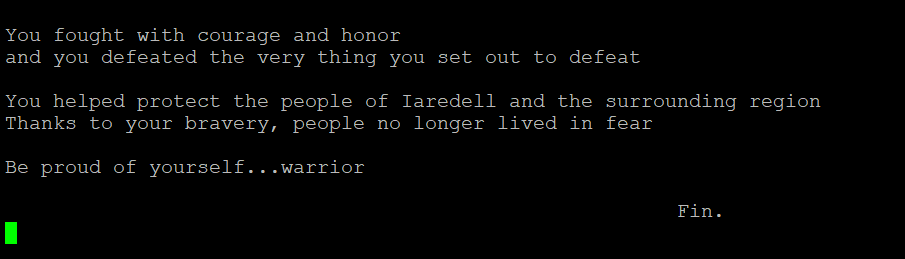 You fought with courage and honor
and you defeated the very thing you set out to defeat
You helped protect the people of Iaredell and the surrounding region
Thanks to your bravery, people no longer lived in fear
Be proud of yourself...warrior
Fin.